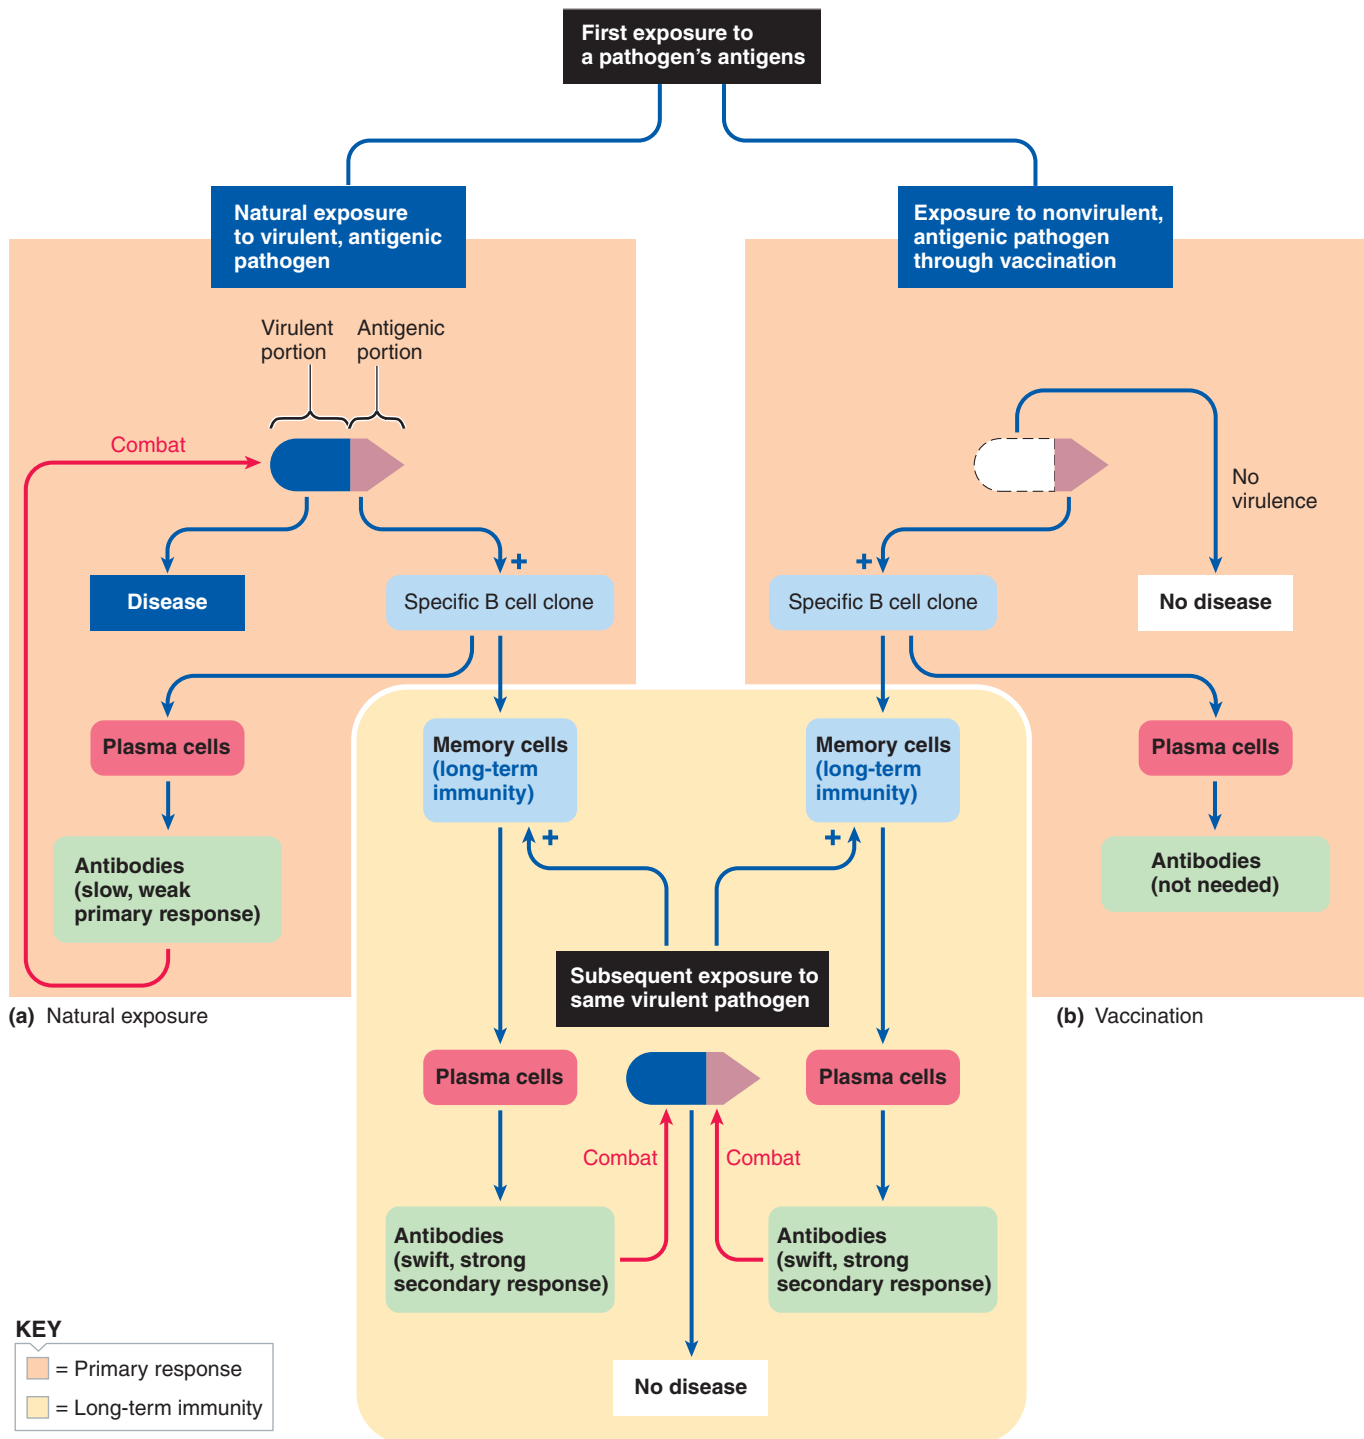 First exposure to
a pathogen’s antigens
Natural exposure
to virulent, antigenic
pathogen
Exposure to nonvirulent,
antigenic pathogen
through vaccination
Virulent
portion
Antigenic
portion
Combat
No
virulence
+
+
Disease
Specific B cell clone
Specific B cell clone
No disease
Plasma cells
Memory cells
(long-term
immunity)
Memory cells
(long-term
immunity)
Plasma cells
+
+
Antibodies
(slow, weak
primary response)
Antibodies
(not needed)
Subsequent exposure to
same virulent pathogen
(a) Natural exposure
(b) Vaccination
Plasma cells
Plasma cells
Combat
Combat
Antibodies
(swift, strong
secondary response)
Antibodies
(swift, strong
secondary response)
No disease
KEY
= Primary response
= Long-term immunity